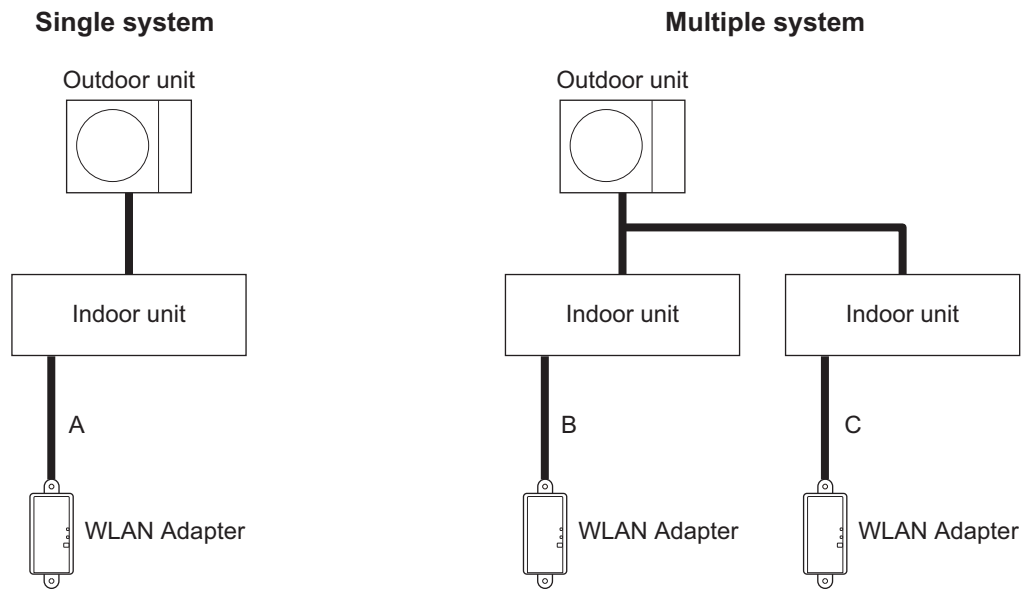 Single system
Outdoor unit
Indoor unit
A
WLAN Adapter
Multiple system
Outdoor unit
Indoor unit
Indoor unit
B
C
WLAN Adapter
WLAN Adapter